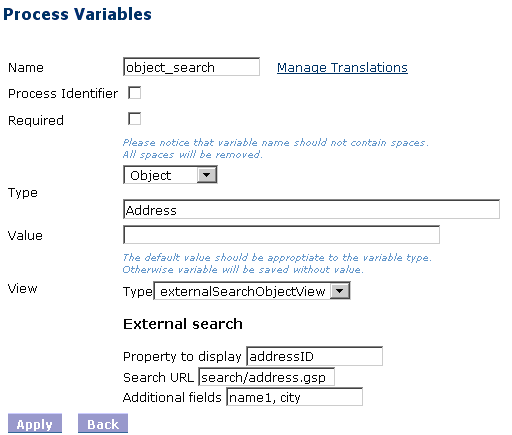 Process Variables
Name object_search Manage Translations
Process Identifier
Required
Please notice that variable name should not contain spaces.
All spaces will be removed.
Object
Type
Address
Value
The default value should be approptiate to the variable type.
Otherwise variable will be saved without value.
View Type externalSearchObjectView
External search
Property to display addressID
Search URL search/address.gsp
Additional fields name1, city
Apply Back